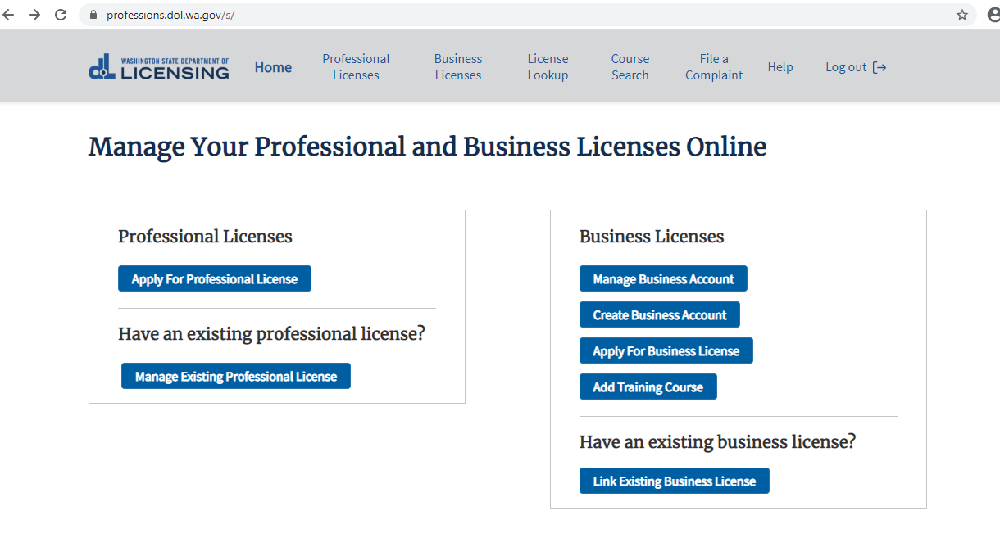 professions.dol.wa.gov/s/
WASHINGTON STATE DEPARTMENT OF
LICENSING
Home
Professional
Licenses
Business
Licenses
License
Lookup
Course
Search
File a
Complaint
Help
Log out
Manage Your Professional and Business Licenses Online
Professional Licenses
Apply For Professional License
Have an existing professional license?
Manage Existing Professional License
Business Licenses
Manage Business Account
Create Business Account
Apply For Business License
Add Training Course
Have an existing business license?
Link Existing Business License